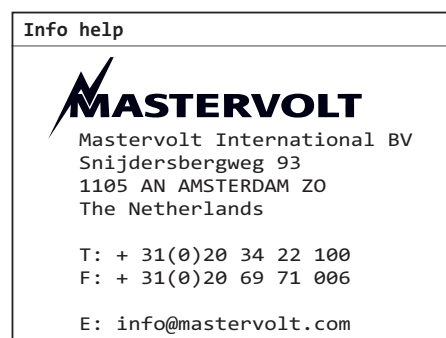 Info help
MASTERVOLT
Mastervolt International BV
Snijdersbergweg 93
1105 AN AMSTERDAM ZO
The Netherlands
T: + 31(0)20 34 22 100
F: + 31(0)20 69 71 006
E: info@mastervolt.com